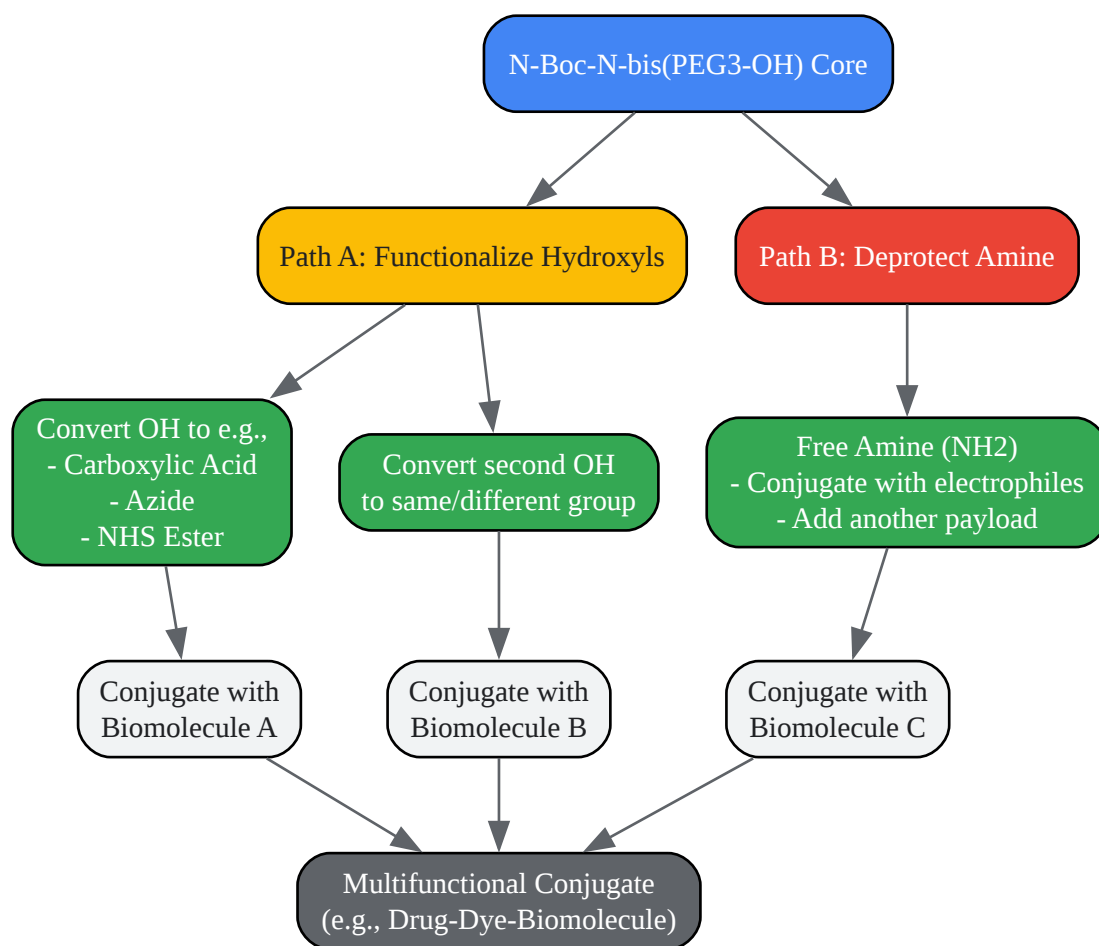 N-Boc-N-bis(PEG3-OH) Core
Path A: Functionalize Hydroxyls
Path B: Deprotect Amine
Convert OH to e.g.,
- Carboxylic Acid
- Azide
- NHS Ester
Convert second OH
to same/different group
Free Amine (NH2)
- Conjugate with electrophiles
- Add another payload
Conjugate with
Biomolecule A
Conjugate with
Biomolecule B
Conjugate with
Biomolecule C
Multifunctional Conjugate
(e.g., Drug-Dye-Biomolecule)